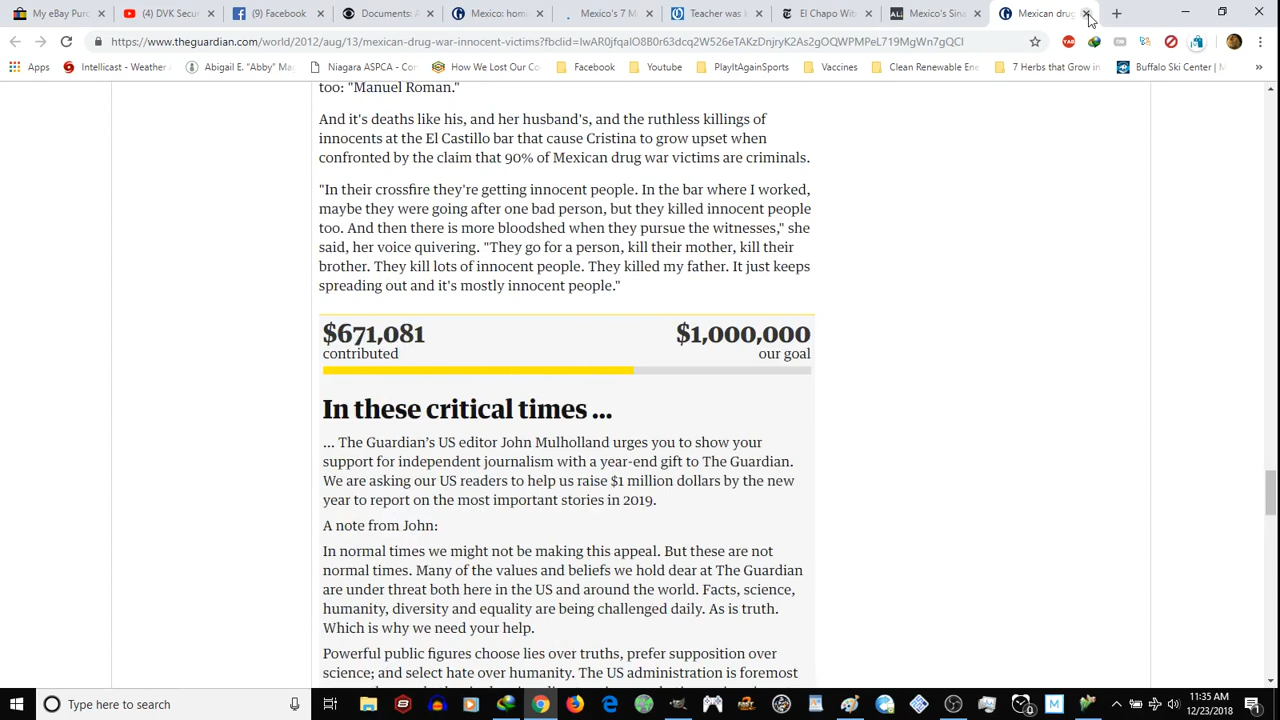 My eBay Purc
(4) DVK Secur
(9) Facebook
Documents: A
Mexico: homi
Mexico's 7 M
Teacher was k
El Chapo Wit
Mexico's Sina
Mexican drug
https://www.theguardian.com/world/2012/aug/13/mexican-drug-war-innocent-victims?fbclid=IwAR0jfqaIO8B0r63dcq2W526eTAKzDnjryK2As2gOQWPMPeL719MgWn7gQCI
Apps
Intellicast - Weather
Abigail E. "Abby" Ma
Niagara ASPCA - Co
How We Lost Our Co
Facebook
Youtube
PlayItAgainSports
Vaccines
Clean Renewable Ene
7 Herbs that Grow in
Buffalo Ski Center | M
»
too: "Manuel Roman."
And it's deaths like his, and her husband's, and the ruthless killings of
innocents at the El Castillo bar that cause Cristina to grow upset when
confronted by the claim that 90% of Mexican drug war victims are criminals.
"In their crossfire they're getting innocent people. In the bar where I worked,
maybe they were going after one bad person, but they killed innocent people
too. And then there is more bloodshed when they pursue the witnesses," she
said, her voice quivering. "They go for a person, kill their mother, kill their
brother. They kill lots of innocent people. They killed my father. It just keeps
spreading out and it's mostly innocent people."
$671,081
$1,000,000
contributed
our goal
In these critical times ...
... The Guardian's US editor John Mulholland urges you to show your
support for independent journalism with a year-end gift to The Guardian.
We are asking our US readers to help us raise $1 million dollars by the new
year to report on the most important stories in 2019.
A note from John:
In normal times we might not be making this appeal. But these are not
normal times. Many of the values and beliefs we hold dear at The Guardian
are under threat both here in the US and around the world. Facts, science,
humanity, diversity and equality are being challenged daily. As is truth.
Which is why we need your help.
Powerful public figures choose lies over truths, prefer supposition over
science; and select hate over humanity. The US administration is foremost
Type here to search
11:35 AM
12/23/2018